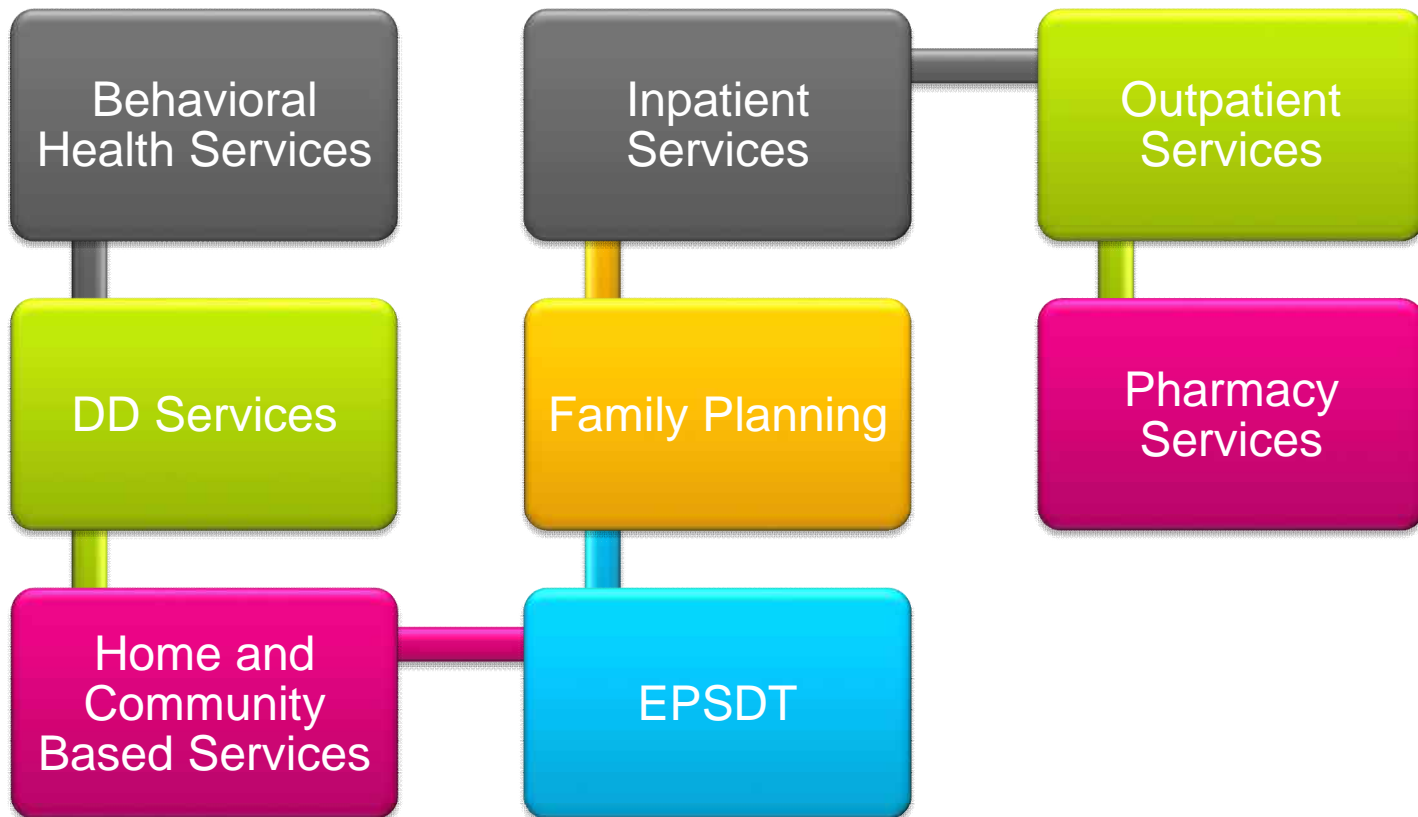 Behavioral
Health Services
DD Services
Home and
Community
Based Services
EPSDT
Family Planning
Inpatient
Services
Outpatient
Services
Pharmacy
Services